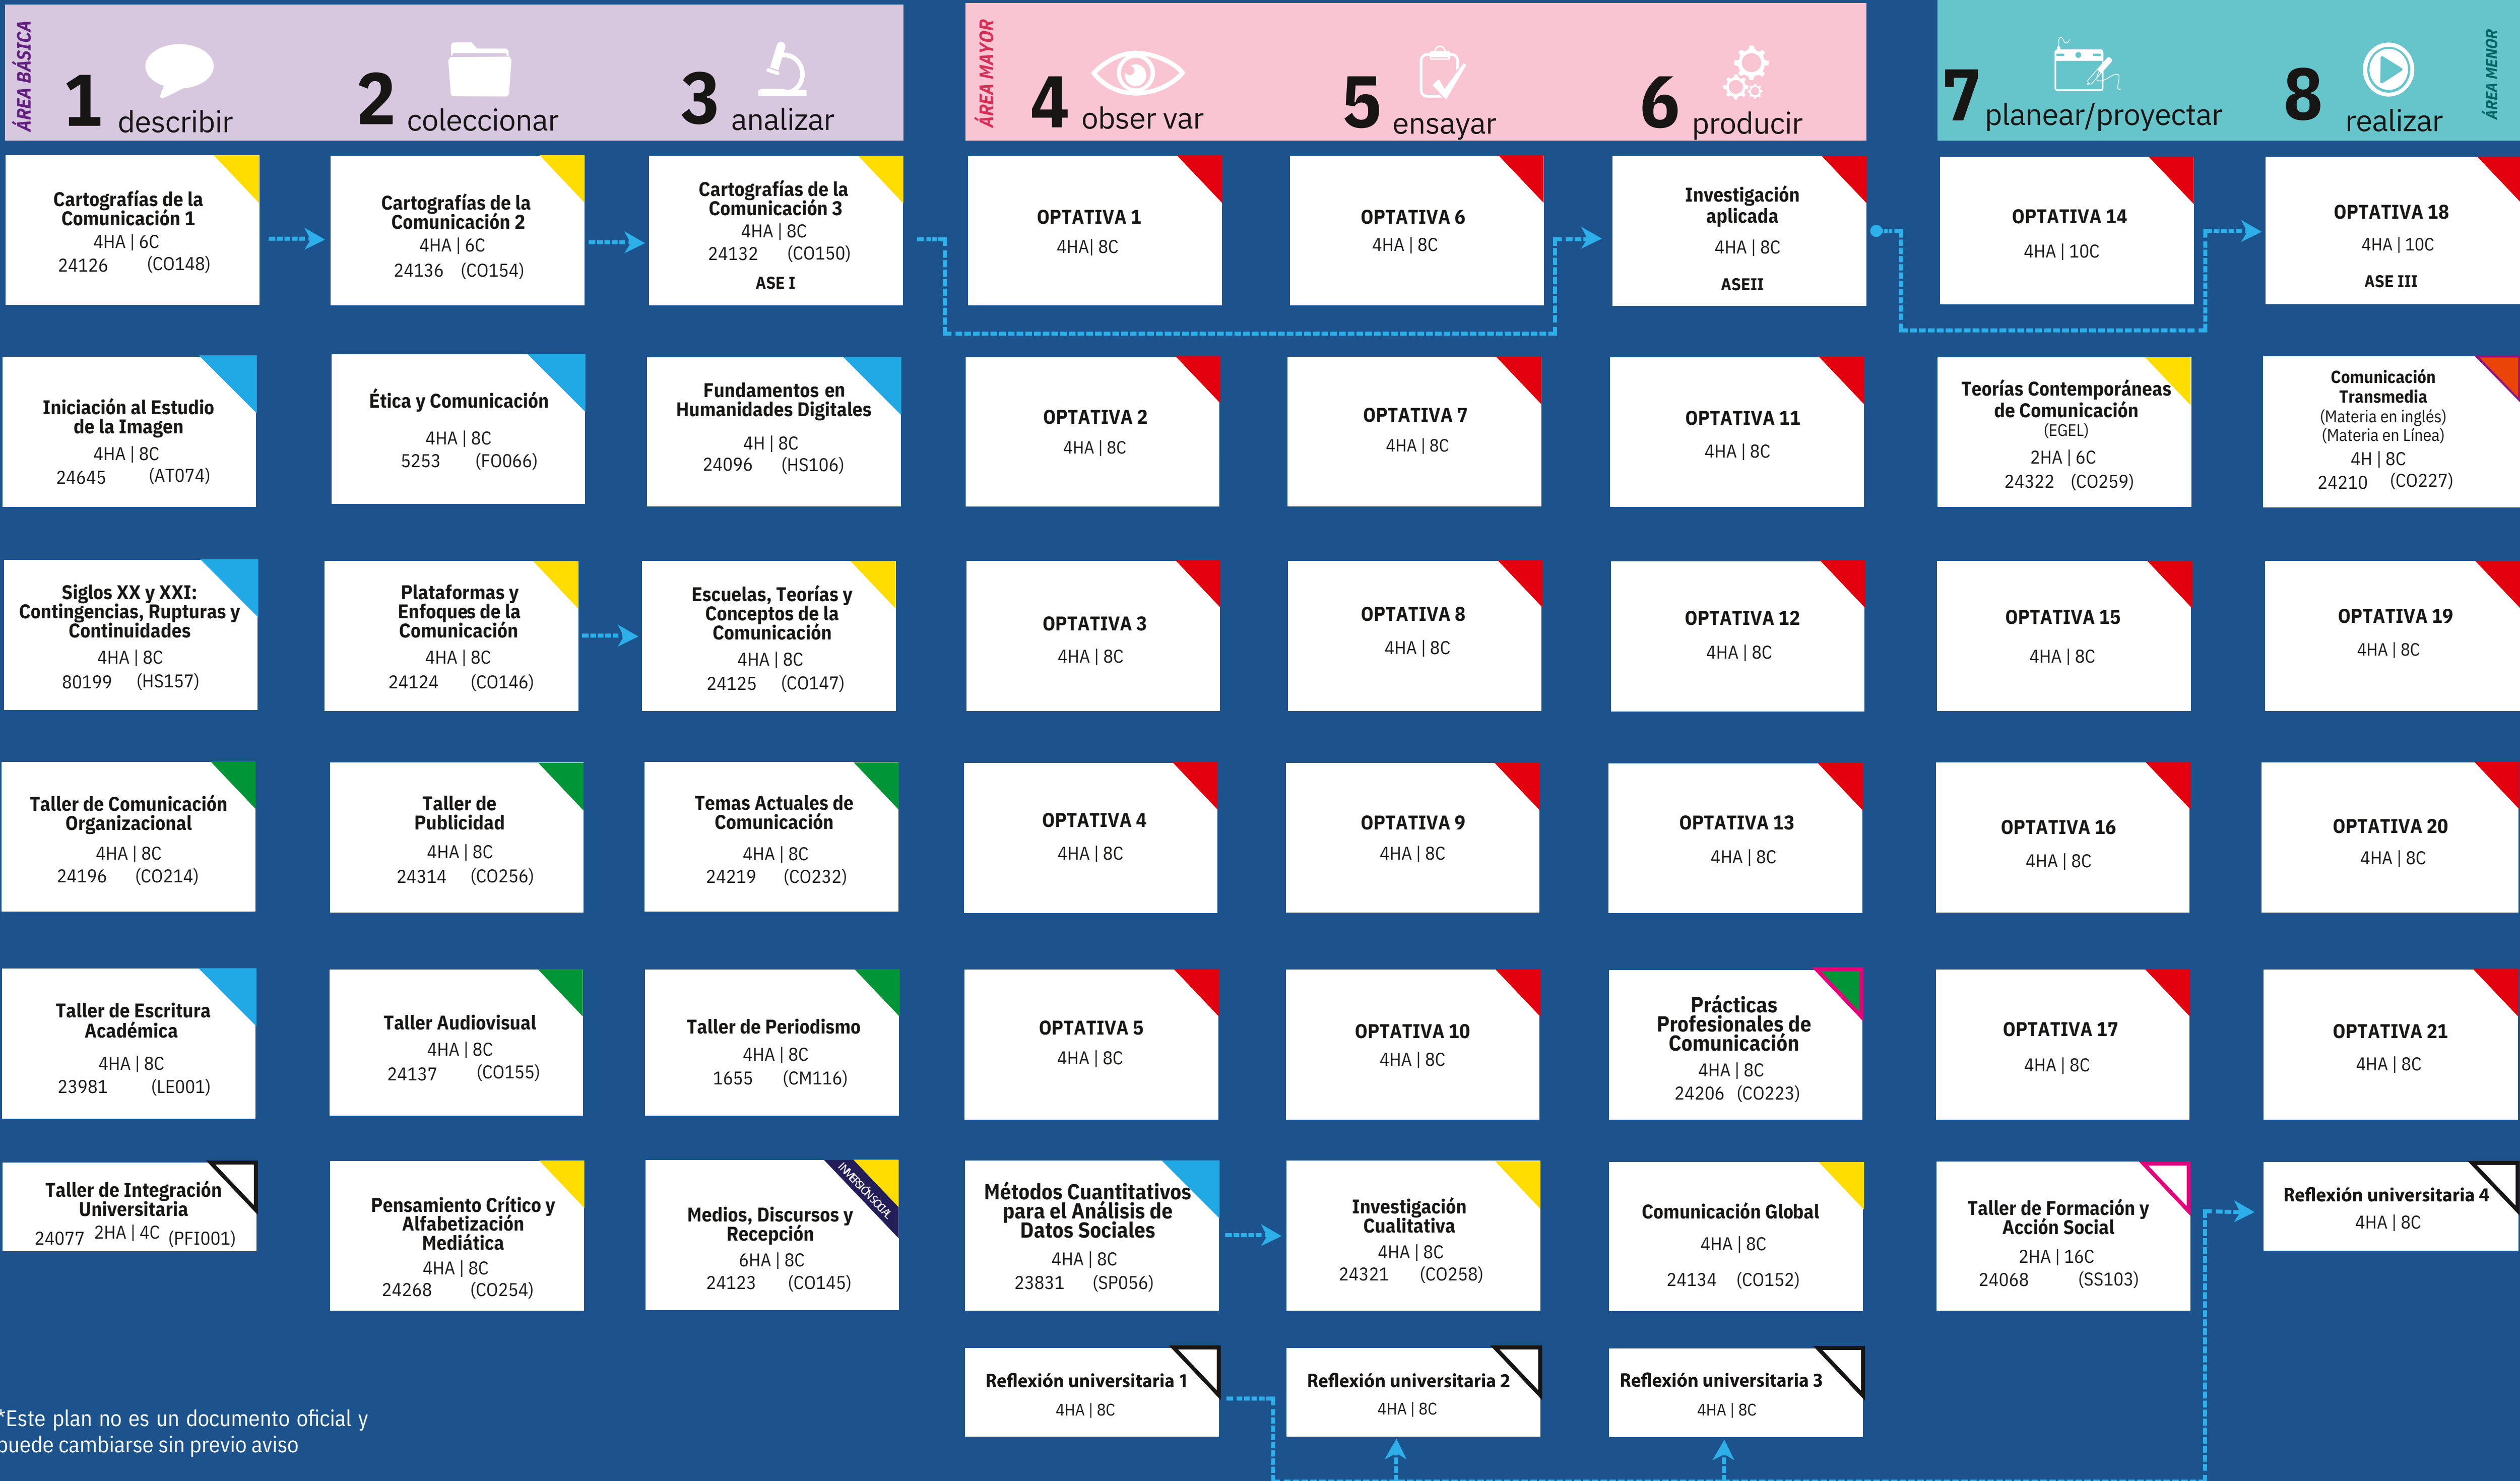 ÁREA BÁSICA
1 describir
2 coleccionar
3 analizar
ÁREA MAYOR
4 obser var
5 ensayar
6 producir
7 planear/proyectar
8 realizar
ÁREA MENOR
Cartografías de la
Comunicación 1
4HA | 6C
24126 (CO148)
Cartografías de la
Comunicación 2
4HA | 6C
24136 (CO154)
Cartografías de la
Comunicación 3
4HA | 8C
24132 (CO150)
ASE I
OPTATIVA 1
4HA| 8C
OPTATIVA 6
4HA | 8C
Investigación
aplicada
4HA | 8C
ASEII
OPTATIVA 14
4HA | 10C
OPTATIVA 18
4HA | 10C
ASE III
Iniciación al Estudio
de la Imagen
4HA | 8C
24645 (AT074)
Ética y Comunicación
4HA | 8C
5253 (FO066)
Fundamentos en
Humanidades Digitales
4H | 8C
24096 (HS106)
OPTATIVA 2
4HA | 8C
OPTATIVA 7
4HA | 8C
OPTATIVA 11
4HA | 8C
Teorías Contemporáneas
de Comunicación
(EGEL)
2HA | 6C
24322 (CO259)
Comunicación
Transmedia
(Materia en inglés)
(Materia en Línea)
4H | 8C
24210 (CO227)
Siglos XX y XXI:
Contingencias, Rupturas y
Continuidades
4HA | 8C
80199 (HS157)
Plataformas y
Enfoques de la
Comunicación
4HA | 8C
24124 (CO146)
Escuelas, Teorías y
Conceptos de la
Comunicación
4HA | 8C
24125 (CO147)
OPTATIVA 3
4HA | 8C
OPTATIVA 8
4HA | 8C
OPTATIVA 12
4HA | 8C
OPTATIVA 15
4HA | 8C
OPTATIVA 19
4HA | 8C
Taller de Comunicación
Organizacional
4HA | 8C
24196 (CO214)
Taller de
Publicidad
4HA | 8C
24314 (CO256)
Temas Actuales de
Comunicación
4HA | 8C
24219 (CO232)
OPTATIVA 4
4HA | 8C
OPTATIVA 9
4HA | 8C
OPTATIVA 13
4HA | 8C
OPTATIVA 16
4HA | 8C
OPTATIVA 20
4HA | 8C
Taller de Escritura
Académica
4HA | 8C
23981 (LE001)
Taller Audiovisual
4HA | 8C
24137 (CO155)
Taller de Periodismo
4HA | 8C
1655 (CM116)
OPTATIVA 5
4HA | 8C
OPTATIVA 10
4HA | 8C
Prácticas
Profesionales de
Comunicación
4HA | 8C
24206 (CO223)
OPTATIVA 17
4HA | 8C
OPTATIVA 21
4HA | 8C
Taller de Integración
Universitaria
24077 2HA | 4C (PFI001)
Pensamiento Crítico y
Alfabetización
Mediática
4HA | 8C
24268 (CO254)
INMERSIÓN SOCIAL
Medios, Discursos y
Recepción
6HA | 8C
24123 (CO145)
Métodos Cuantitativos
para el Análisis de
Datos Sociales
4HA | 8C
23831 (SP056)
Investigación
Cualitativa
4HA | 8C
24321 (CO258)
Comunicación Global
4HA | 8C
24134 (CO152)
Taller de Formación y
Acción Social
2HA | 16C
24068 (SS103)
Reflexión universitaria 4
4HA | 8C
Reflexión universitaria 1
4HA | 8C
Reflexión universitaria 2
4HA | 8C
Reflexión universitaria 3
4HA | 8C
*Este plan no es un documento oficial y
puede cambiarse sin previo aviso